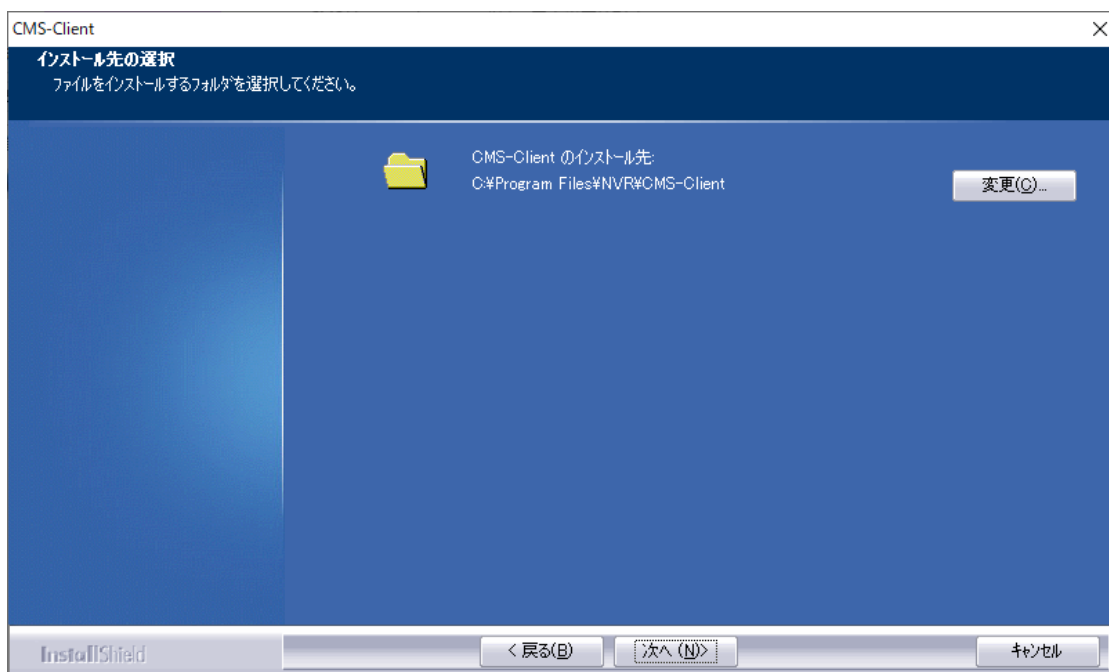 CMS-Client
インストール先の選択
ファイルをインストールするフォルダを選択してください。
CMS-Client のインストール先:
C:¥Program Files¥NVR¥CMS-Client
変更(C)...
InstallShield
< 戻る(B)
次へ (N)>
キャンセル